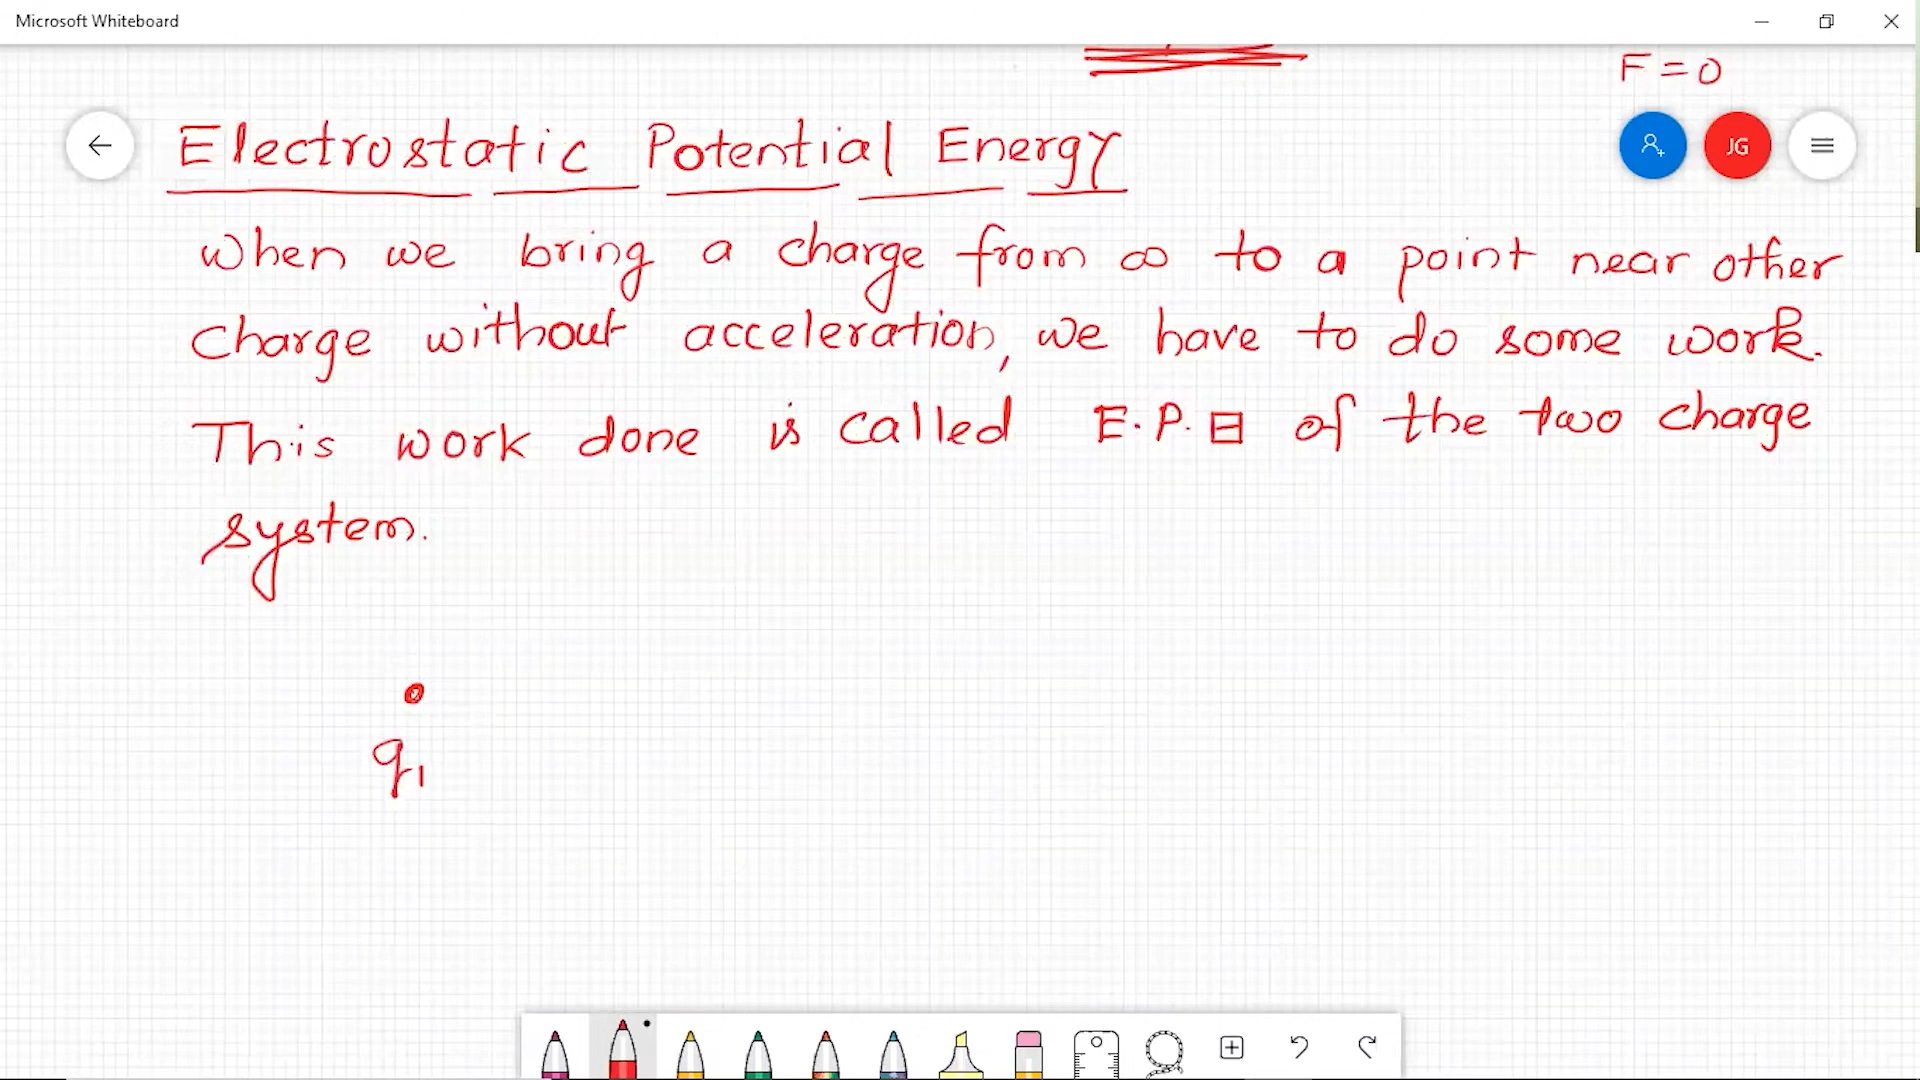 Microsoft Whiteboard
F = 0
JG
Electrostatic Potential Energy
when we bring a charge from ∞ to a point near other
charge without acceleration, we have to do some work.
This work done is called E.P.E of the two charge
system.
q₁